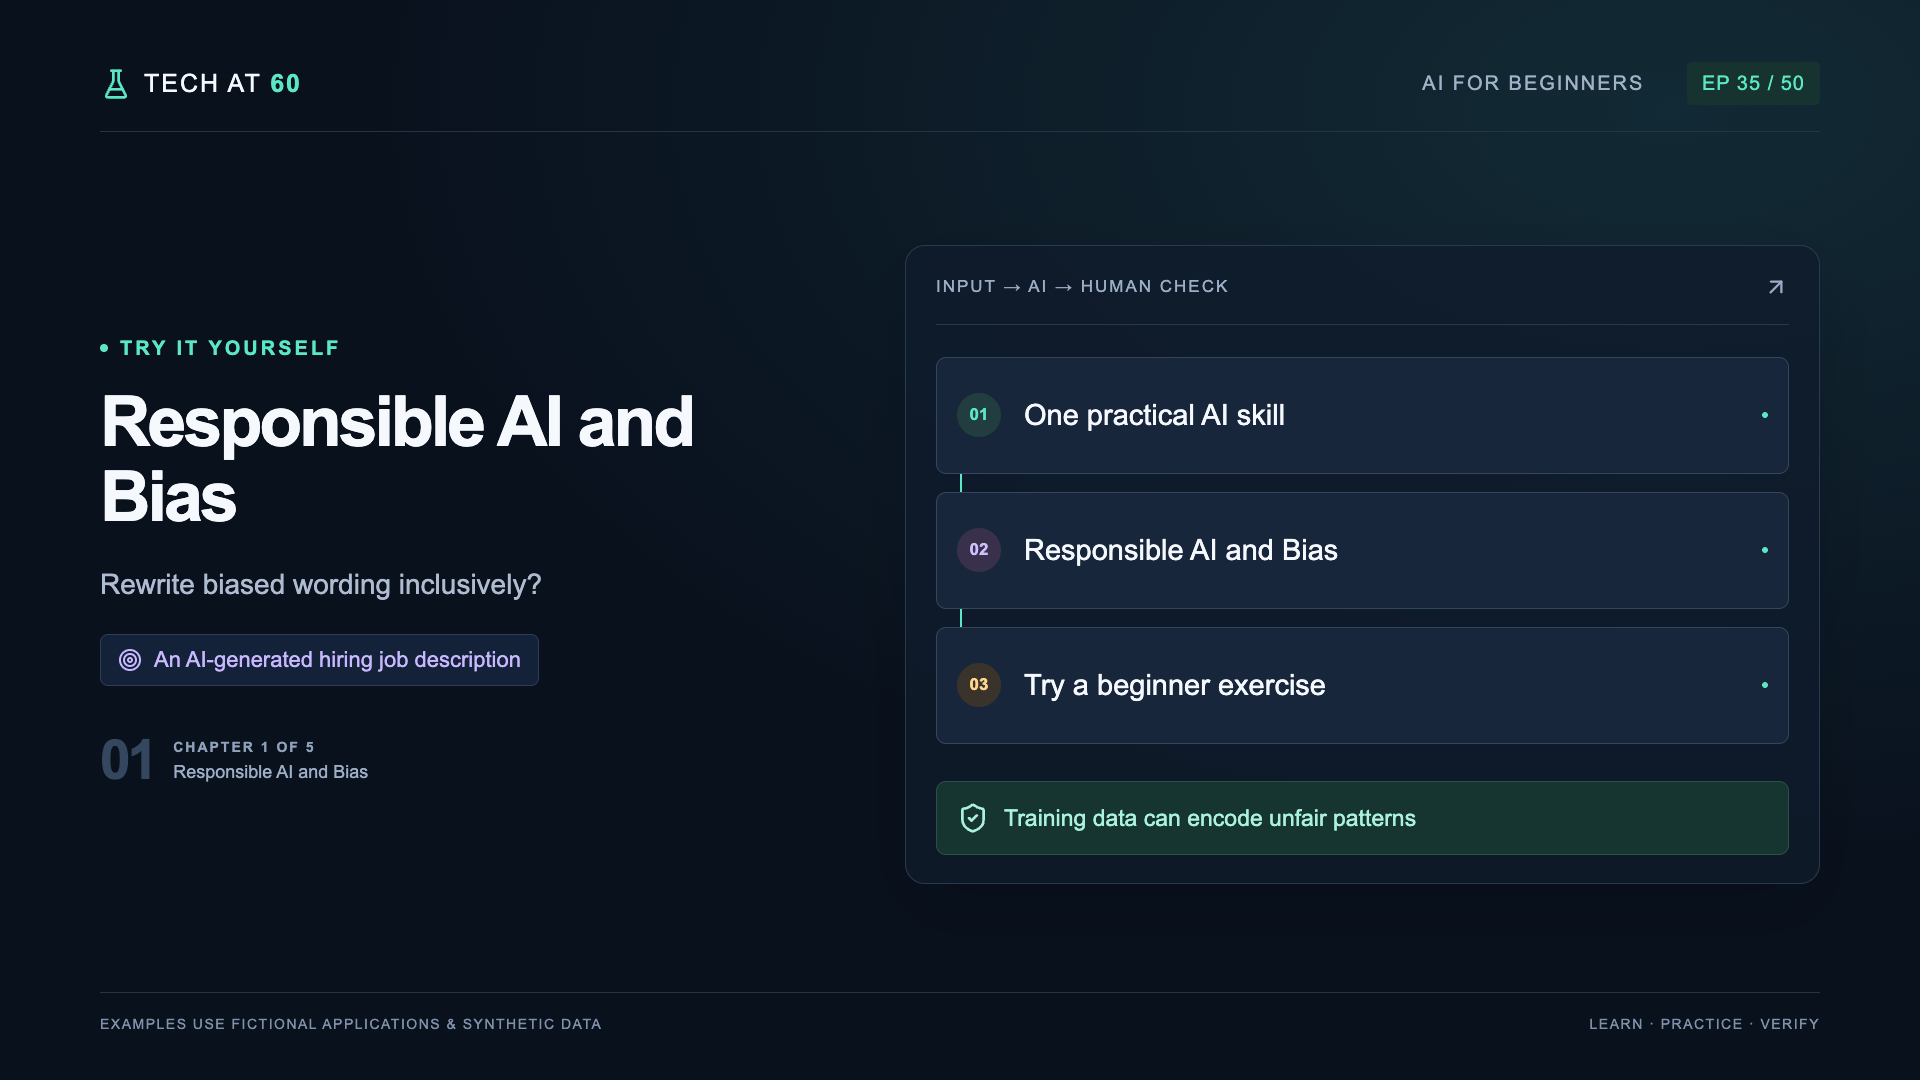 TECH AT 60
AI FOR BEGINNERS
EP 35 / 50
TRY IT YOURSELF
Responsible AI and
Bias
Rewrite biased wording inclusively?
An AI-generated hiring job description
01
CHAPTER 1 OF 5
Responsible AI and Bias
INPUT → AI → HUMAN CHECK
01 One practical AI skill
02 Responsible AI and Bias
03 Try a beginner exercise
Training data can encode unfair patterns
EXAMPLES USE FICTIONAL APPLICATIONS & SYNTHETIC DATA
LEARN · PRACTICE · VERIFY